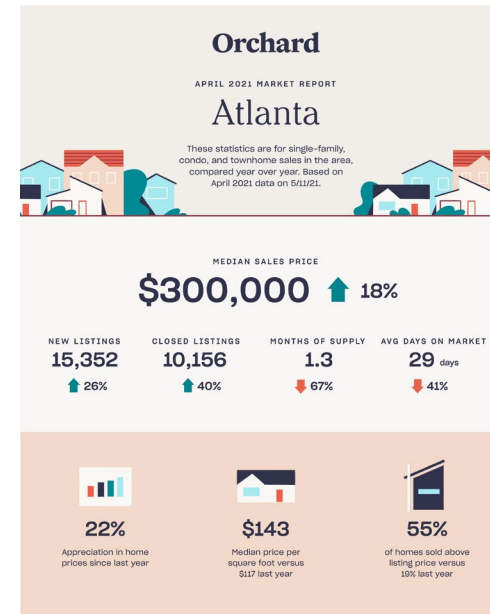 Orchard
APRIL 2021 MARKET REPORT
Atlanta
These statistics are for single-family,
condo, and townhome sales in the area,
compared year over year. Based on
April 2021 data on 5/11/21.
MEDIAN SALES PRICE
$300,000 18%
NEW LISTINGS CLOSED LISTINGS MONTHS OF SUPPLY AVG DAYS ON MARKET
15,352 10,156 1.3 29 days
26% 40% 67% 41%
22% $143 55%
Appreciation in home
prices since last year
Median price per
square foot versus
$117 last year
of homes sold above
listing price versus
19% last year